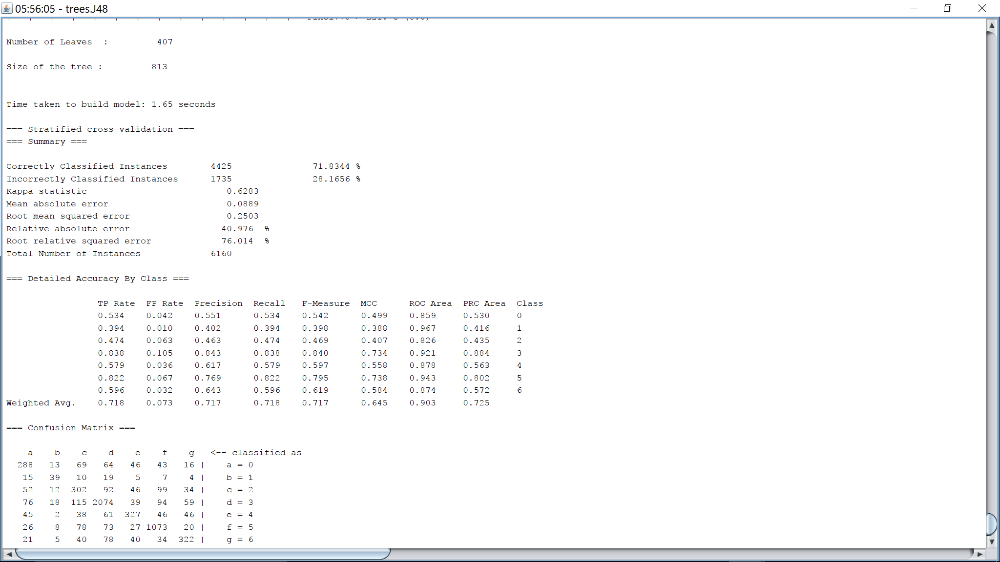 05:56:05 - trees.J48
Number of Leaves  :         407
Size of the tree :         813
Time taken to build model: 1.65 seconds
=== Stratified cross-validation ===
=== Summary ===
Correctly Classified Instances        4425               71.8344 %
Incorrectly Classified Instances      1735               28.1656 %
Kappa statistic                          0.6283
Mean absolute error                      0.0889
Root mean squared error                  0.2503
Relative absolute error                 40.976  %
Root relative squared error             76.014  %
Total Number of Instances             6160
=== Detailed Accuracy By Class ===
                 TP Rate  FP Rate  Precision  Recall   F-Measure  MCC      ROC Area  PRC Area  Class
                 0.534    0.042    0.551      0.534    0.542      0.499    0.859     0.530     0
                 0.394    0.010    0.402      0.394    0.398      0.388    0.967     0.416     1
                 0.474    0.063    0.463      0.474    0.469      0.407    0.826     0.435     2
                 0.838    0.105    0.843      0.838    0.840      0.734    0.921     0.884     3
                 0.579    0.036    0.617      0.579    0.597      0.558    0.878     0.563     4
                 0.822    0.067    0.769      0.822    0.795      0.738    0.943     0.802     5
                 0.596    0.032    0.643      0.596    0.619      0.584    0.874     0.572     6
Weighted Avg.    0.718    0.073    0.717      0.718    0.717      0.645    0.903     0.725
=== Confusion Matrix ===
    a    b    c    d    e    f    g   <-- classified as
  288   13   69   64   46   43   16 |    a = 0
   15   39   10   19    5    7    4 |    b = 1
   52   12  302   92   46   99   34 |    c = 2
   76   18  115 2074   39   94   59 |    d = 3
   45    2   38   61  327   46   46 |    e = 4
   26    8   78   73   27 1073   20 |    f = 5
   21    5   40   78   40   34  322 |    g = 6